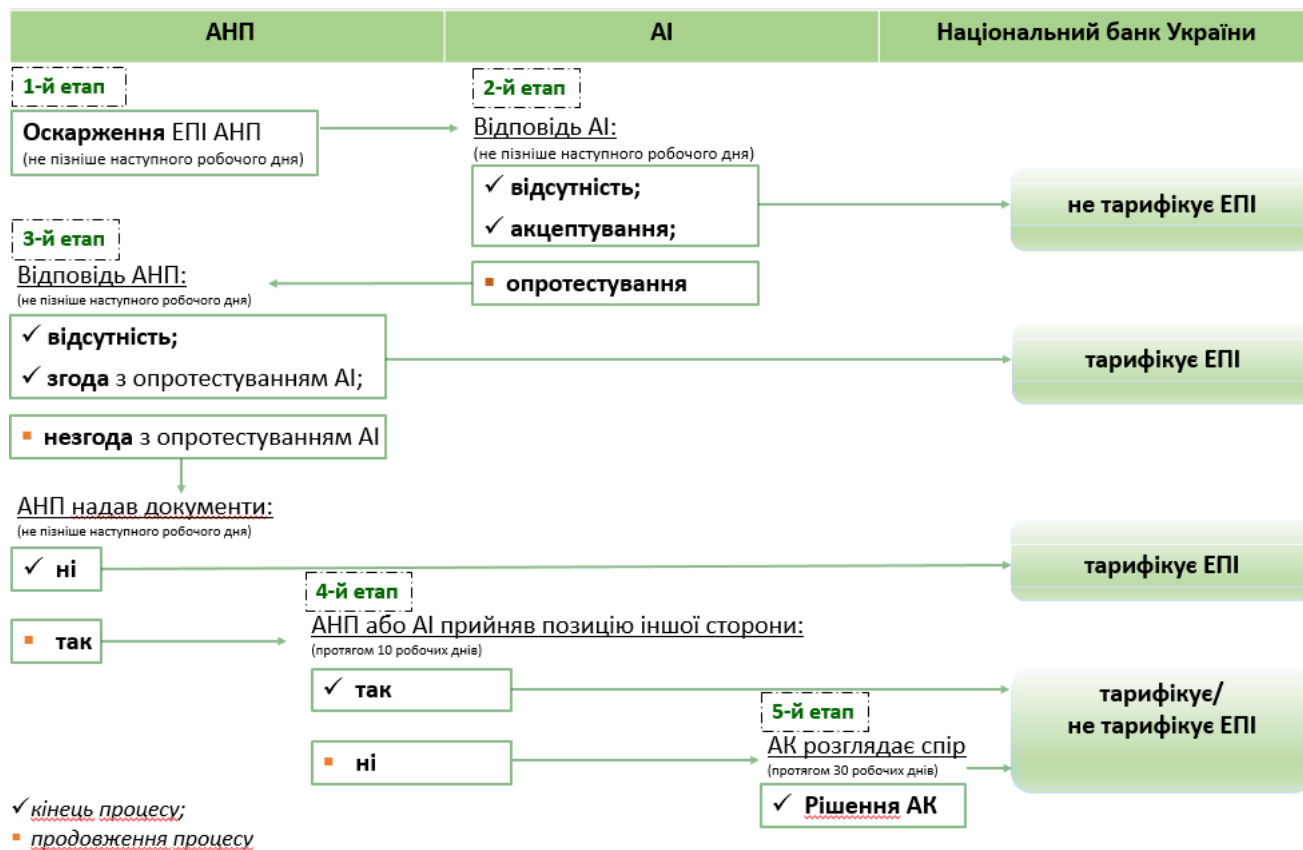 АНП
АІ
Національний банк України
1-й етап
Оскарження ЕПІ АНП
(не пізніше наступного робочого дня)
2-й етап
Відповідь АІ:
(не пізніше наступного робочого дня)
✓ відсутність;
✓ акцептування;
не тарифікує ЕПІ
▪ опротестування
3-й етап
Відповідь АНП:
(не пізніше наступного робочого дня)
✓ відсутність;
✓ згода з опротестуванням АІ;
тарифікує ЕПІ
▪ незгода з опротестуванням АІ
АНП надав документи:
(не пізніше наступного робочого дня)
✓ ні
тарифікує ЕПІ
▪ так
4-й етап
АНП або АІ прийняв позицію іншої сторони:
(протягом 10 робочих днів)
✓ так
▪ ні
5-й етап
АК розглядає спір
(протягом 30 робочих днів)
✓ Рішення АК
тарифікує/
не тарифікує ЕПІ
✓ кінець процесу;
▪ продовження процесу